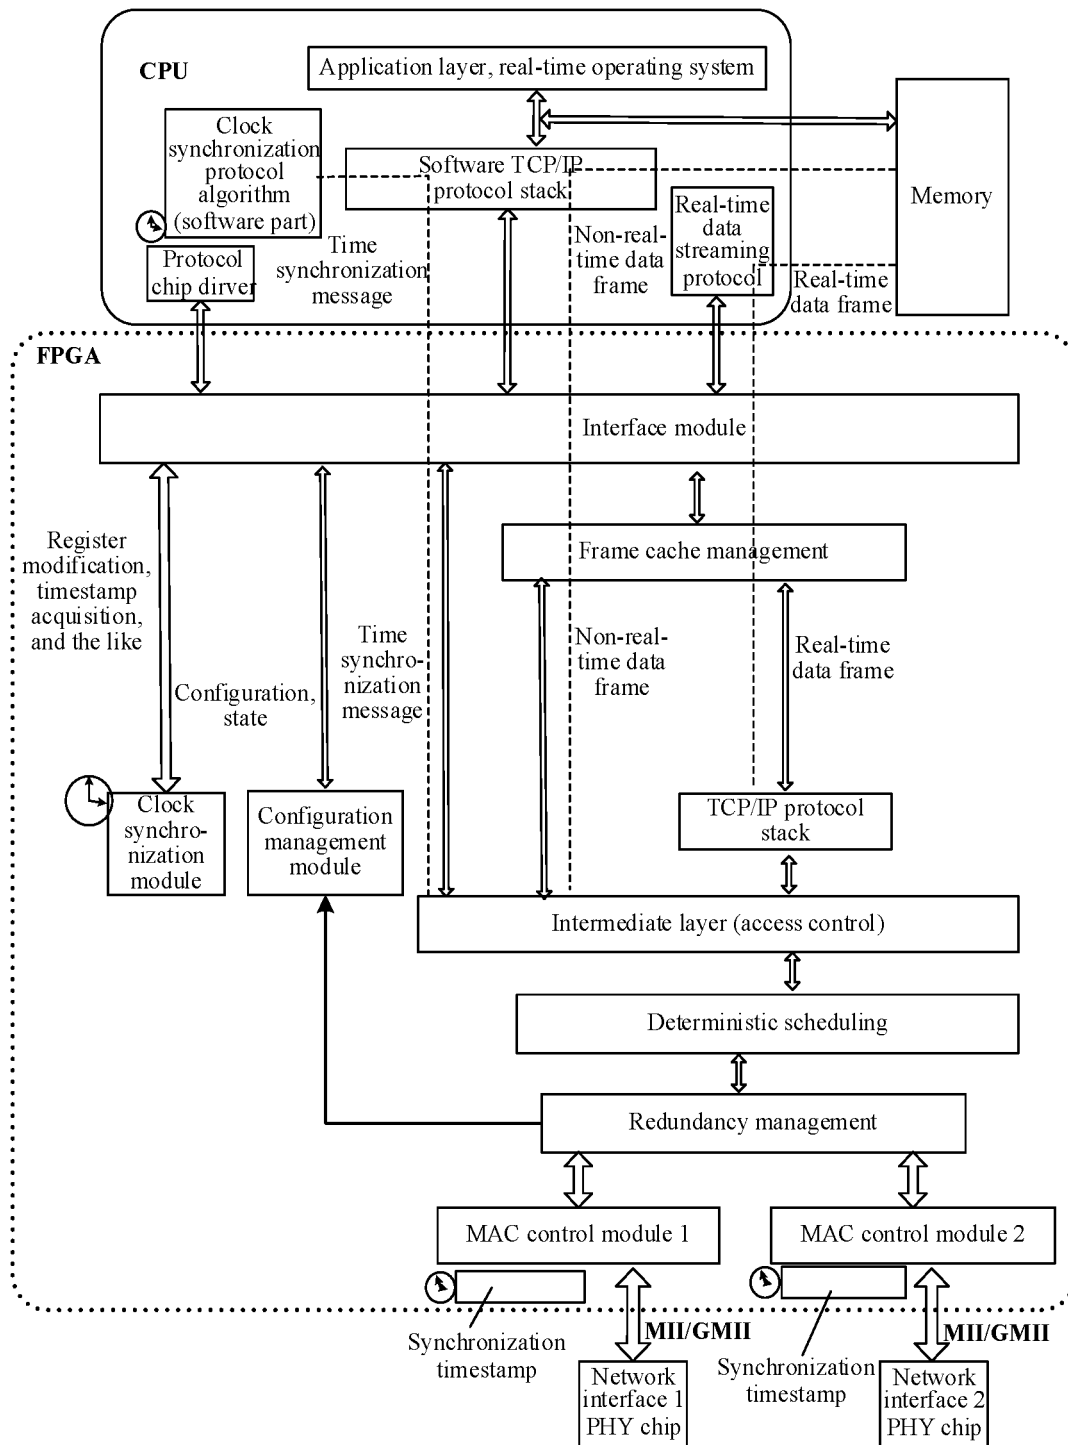 CPU
Application layer, real-time operating system
Clock
synchronization
protocol
algorithm
(software part)
Software TCP/IP
protocol stack
Memory
Real-time
data
streaming
protocol
Protocol
chip dirver
Time
synchronization
message
Non-real-
time data
frame
Real-time
data frame
FPGA
Interface module
Register
modification,
timestamp
acquisition,
and the like
Frame cache management
Configuration,
state
Time
synchro-
nization
message
Non-real-
time data
frame
Real-time
data frame
Clock
synchro-
nization
module
Configuration
management
module
TCP/IP protocol
stack
Intermediate layer (access control)
Deterministic scheduling
Redundancy management
MAC control module 1
MAC control module 2
Synchronization
timestamp
MII/GMII
Synchronization
timestamp
MII/GMII
Network
interface 1
PHY chip
Network
interface 2
PHY chip